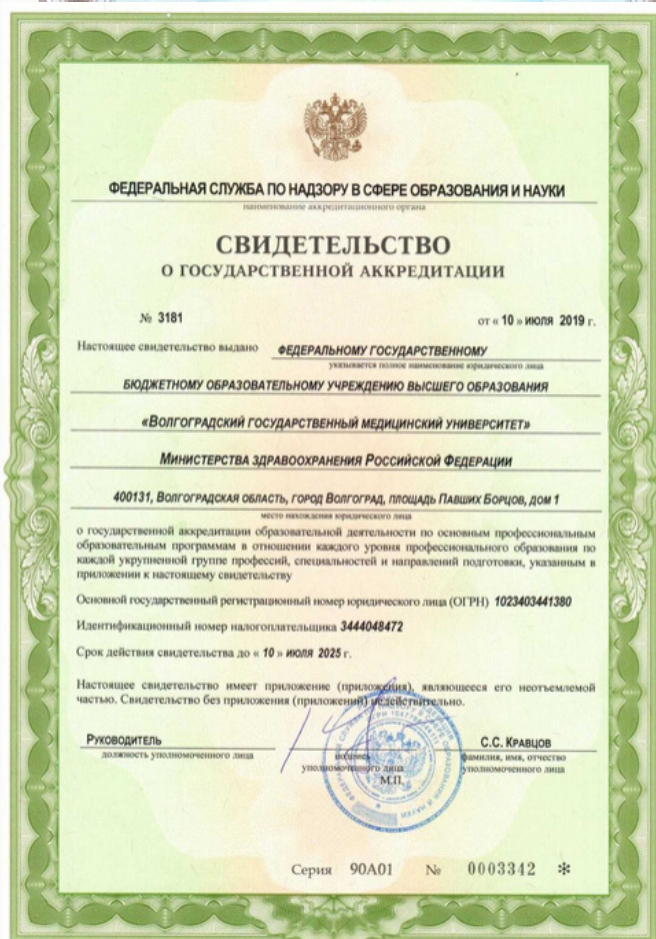 ФЕДЕРАЛЬНАЯ СЛУЖБА ПО НАДЗОРУ В СФЕРЕ ОБРАЗОВАНИЯ И НАУКИ
наименование аккредитационного органа
СВИДЕТЕЛЬСТВО
О ГОСУДАРСТВЕННОЙ АККРЕДИТАЦИИ
№ 3181 от « 10 » июля 2019 г.
Настоящее свидетельство выдано ФЕДЕРАЛЬНОМУ ГОСУДАРСТВЕННОМУ
указывается полное наименование юридического лица
БЮДЖЕТНОМУ ОБРАЗОВАТЕЛЬНОМУ УЧРЕЖДЕНИЮ ВЫСШЕГО ОБРАЗОВАНИЯ
«ВОЛГОГРАДСКИЙ ГОСУДАРСТВЕННЫЙ МЕДИЦИНСКИЙ УНИВЕРСИТЕТ»
МИНИСТЕРСТВА ЗДРАВООХРАНЕНИЯ РОССИЙСКОЙ ФЕДЕРАЦИИ
400131, ВОЛГОГРАДСКАЯ ОБЛАСТЬ, ГОРОД ВОЛГОГРАД, ПЛОЩАДЬ ПАВШИХ БОРЦОВ, ДОМ 1
место нахождения юридического лица
о государственной аккредитации образовательной деятельности по основным профессиональным
образовательным программам в отношении каждого уровня профессионального образования по
каждой укрупненной группе профессий, специальностей и направлений подготовки, указанным в
приложении к настоящему свидетельству
Основной государственный регистрационный номер юридического лица (ОГРН) 1023403441380
Идентификационный номер налогоплательщика 3444048472
Срок действия свидетельства до « 10 » июля 2025 г.
Настоящее свидетельство имеет приложение (приложения), являющееся его неотъемлемой
частью. Свидетельство без приложения (приложений) недействительно.
РУКОВОДИТЕЛЬ С.С. КРАВЦОВ
должность уполномоченного лица подпись уполномоченного лица фамилия, имя, отчество уполномоченного лица
М.П.
Серия 90А01 № 0003342 *